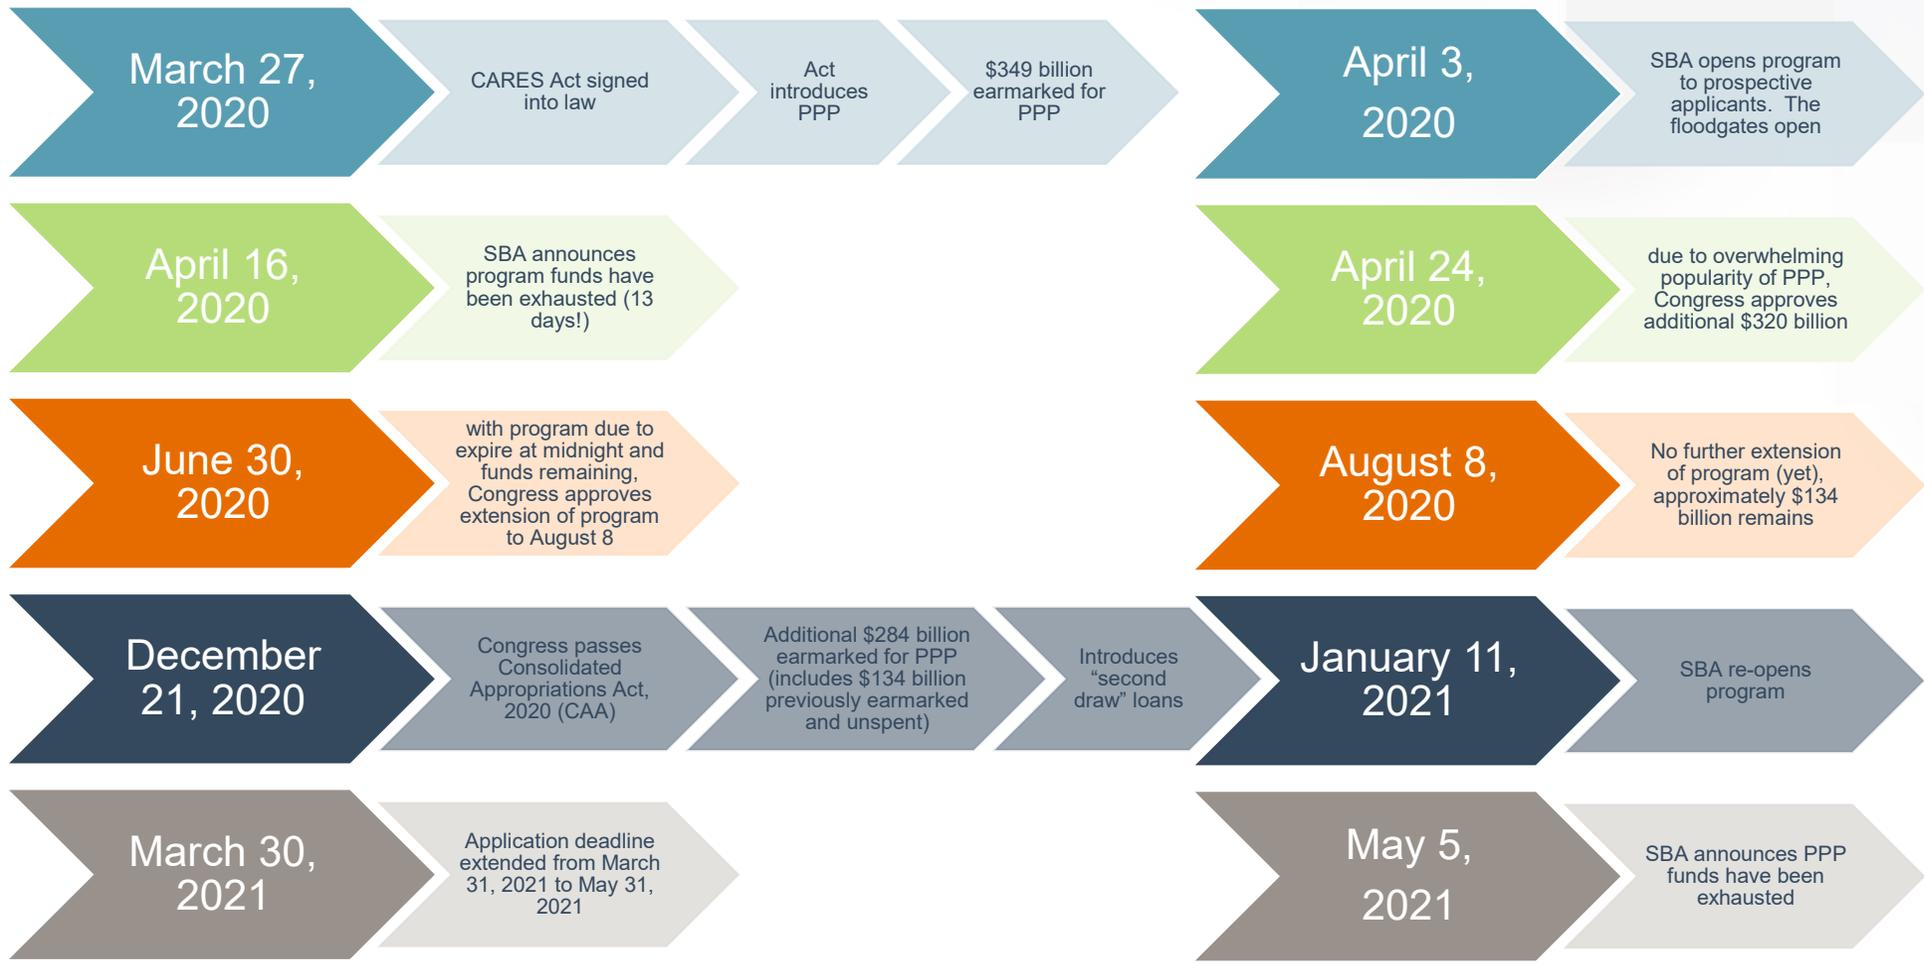 March 27,
2020
CARES Act signed
into law
Act
introduces
PPP
$349 billion
earmarked for
PPP
April 3,
2020
SBA opens program
to prospective
applicants.  The
floodgates open
April 16,
2020
SBA announces
program funds have
been exhausted (13
days!)
April 24,
2020
due to overwhelming
popularity of PPP,
Congress approves
additional $320 billion
June 30,
2020
with program due to
expire at midnight and
funds remaining,
Congress approves
extension of program
to August 8
August 8,
2020
No further extension
of program (yet),
approximately $134
billion remains
December
21, 2020
Congress passes
Consolidated
Appropriations Act,
2020 (CAA)
Additional $284 billion
earmarked for PPP
(includes $134 billion
previously earmarked
and unspent)
Introduces
“second
draw” loans
January 11,
2021
SBA re-opens
program
March 30,
2021
Application deadline
extended from March
31, 2021 to May 31,
2021
May 5,
2021
SBA announces PPP
funds have been
exhausted